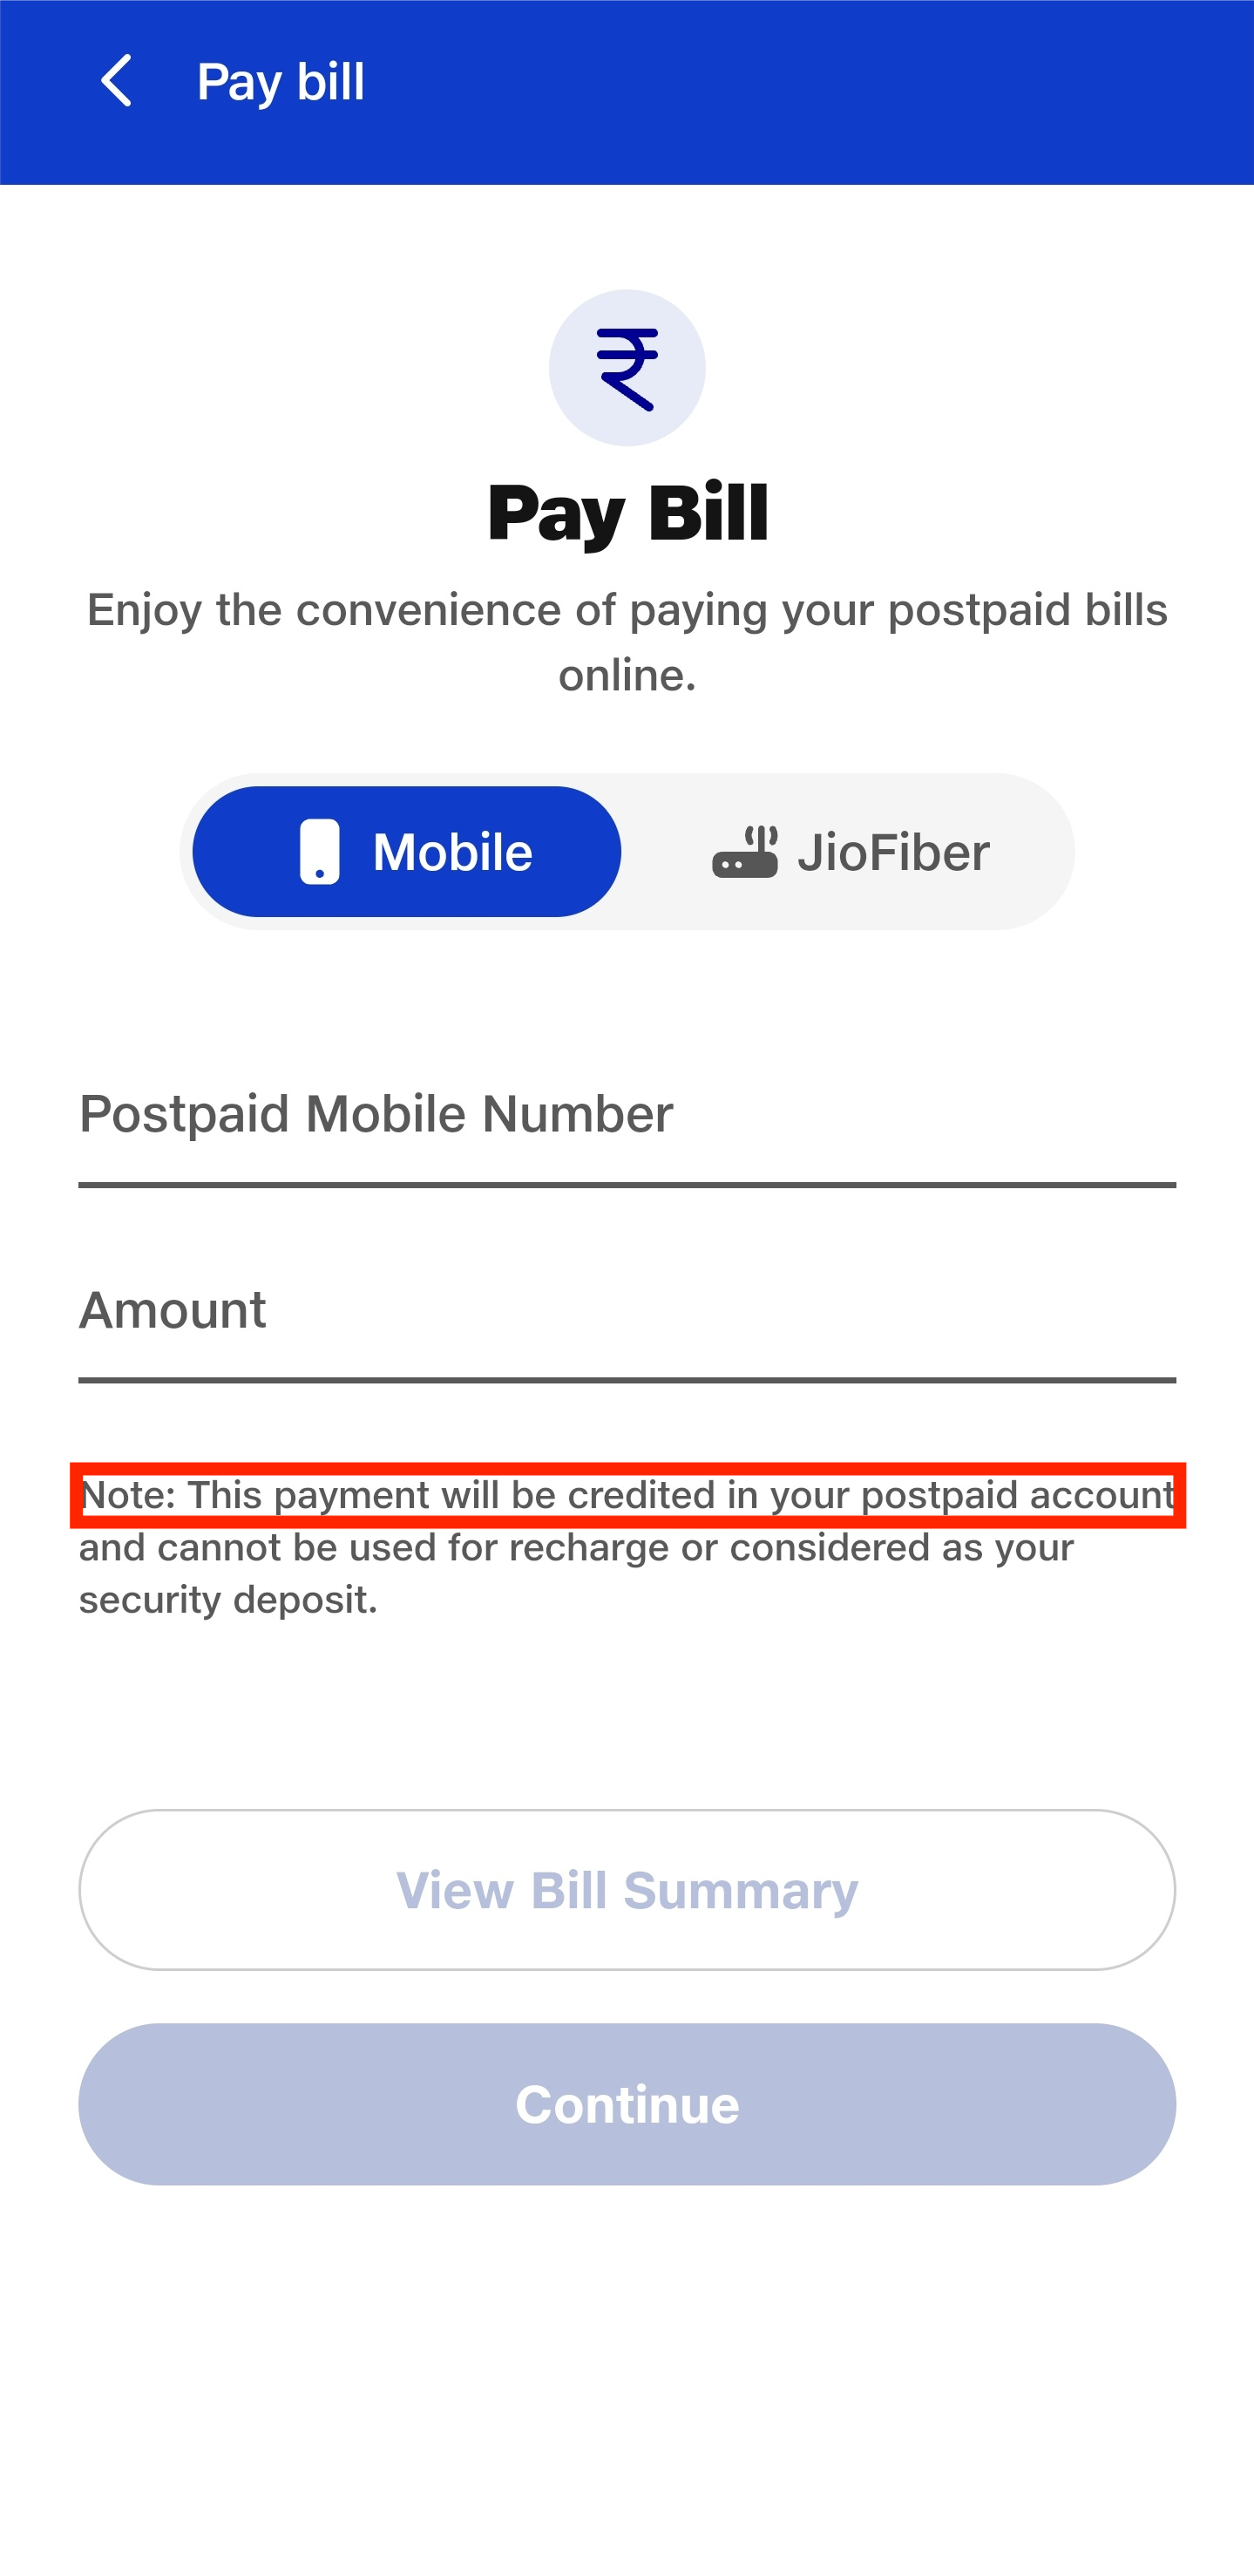 Pay bill
₹
Pay Bill
Enjoy the convenience of paying your postpaid bills
online.
Mobile
JioFiber
Postpaid Mobile Number
Amount
Note: This payment will be credited in your postpaid account
and cannot be used for recharge or considered as your
security deposit.
View Bill Summary
Continue